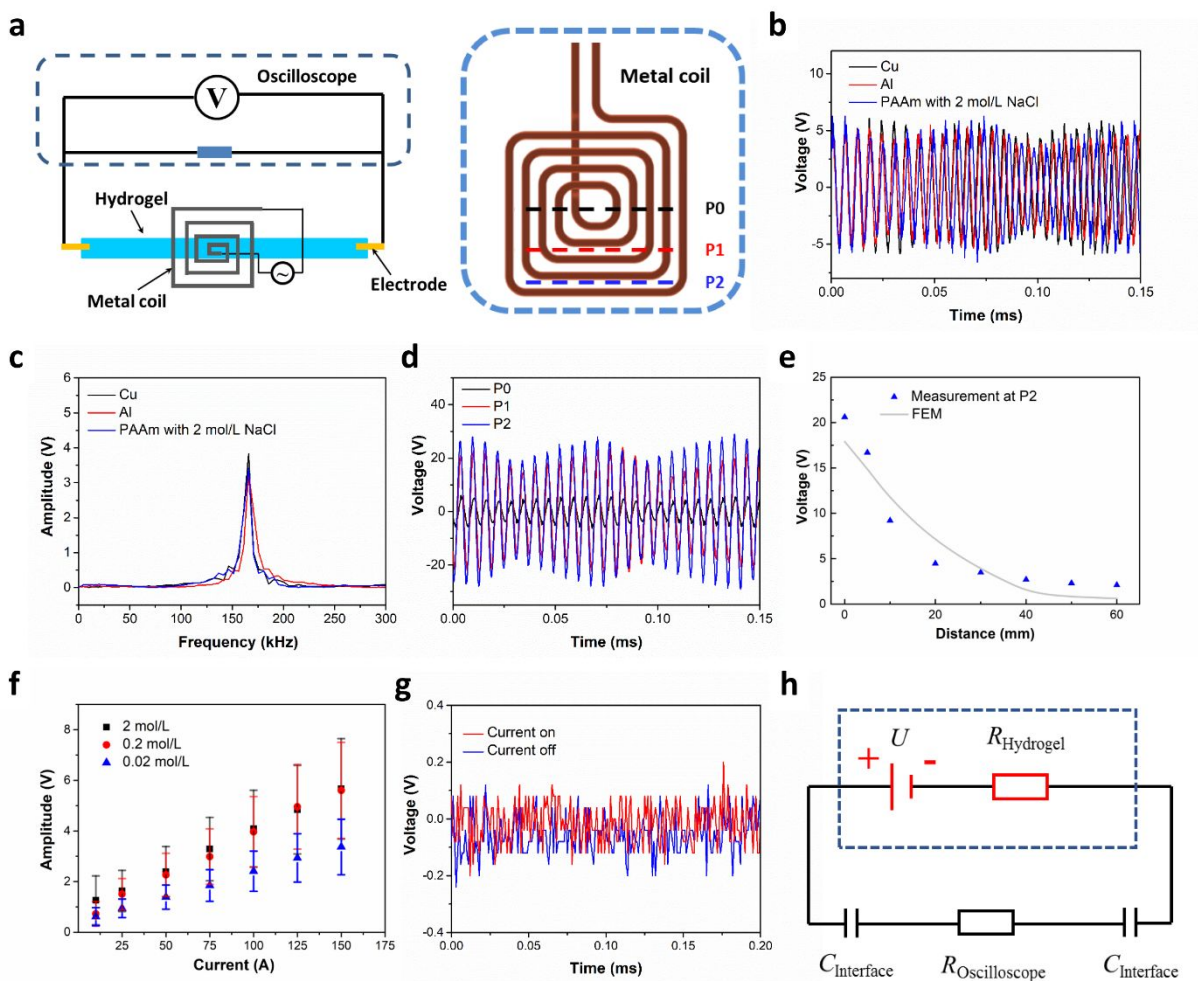 a
Oscilloscope
V
Hydrogel
Metal coil
Electrode
~
Metal coil
P0
P1
P2
b
Cu
Al
PAAm with 2 mol/L NaCl
Voltage (V)
10
5
0
-5
-10
0.00 0.05 0.10 0.15
Time (ms)
c
Cu
Al
PAAm with 2 mol/L NaCl
Amplitude (V)
6
5
4
3
2
1
0
0 50 100 150 200 250 300
Frequency (kHz)
d
P0
P1
P2
Voltage (V)
40
20
0
-20
0.00 0.05 0.10 0.15
Time (ms)
e
Measurement at P2
FEM
Voltage (V)
25
20
15
10
5
0
0 20 40 60
Distance (mm)
f
2 mol/L
0.2 mol/L
0.02 mol/L
Amplitude (V)
8
6
4
2
0
25 50 75 100 125 150 175
Current (A)
g
Current on
Current off
Voltage (V)
0.4
0.2
0.0
-0.2
-0.4
0.00 0.05 0.10 0.15 0.20
Time (ms)
h
U
+ -
RHydrogel
CInterface ROscilloscope CInterface